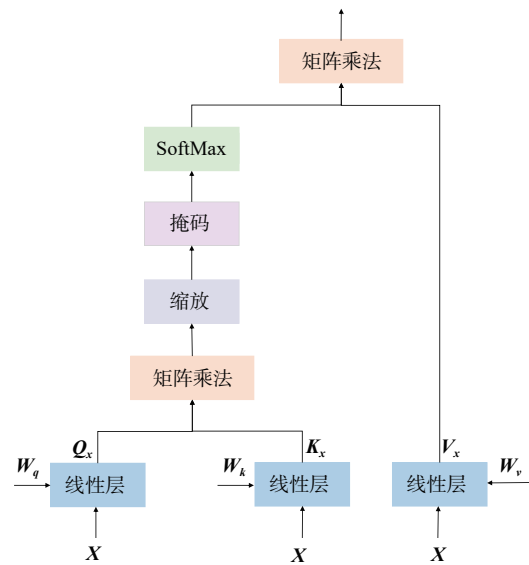 矩阵乘法
SoftMax
掩码
缩放
矩阵乘法
Qx Kx Vx
Wq 线性层 Wk 线性层 线性层 Wv
X X X